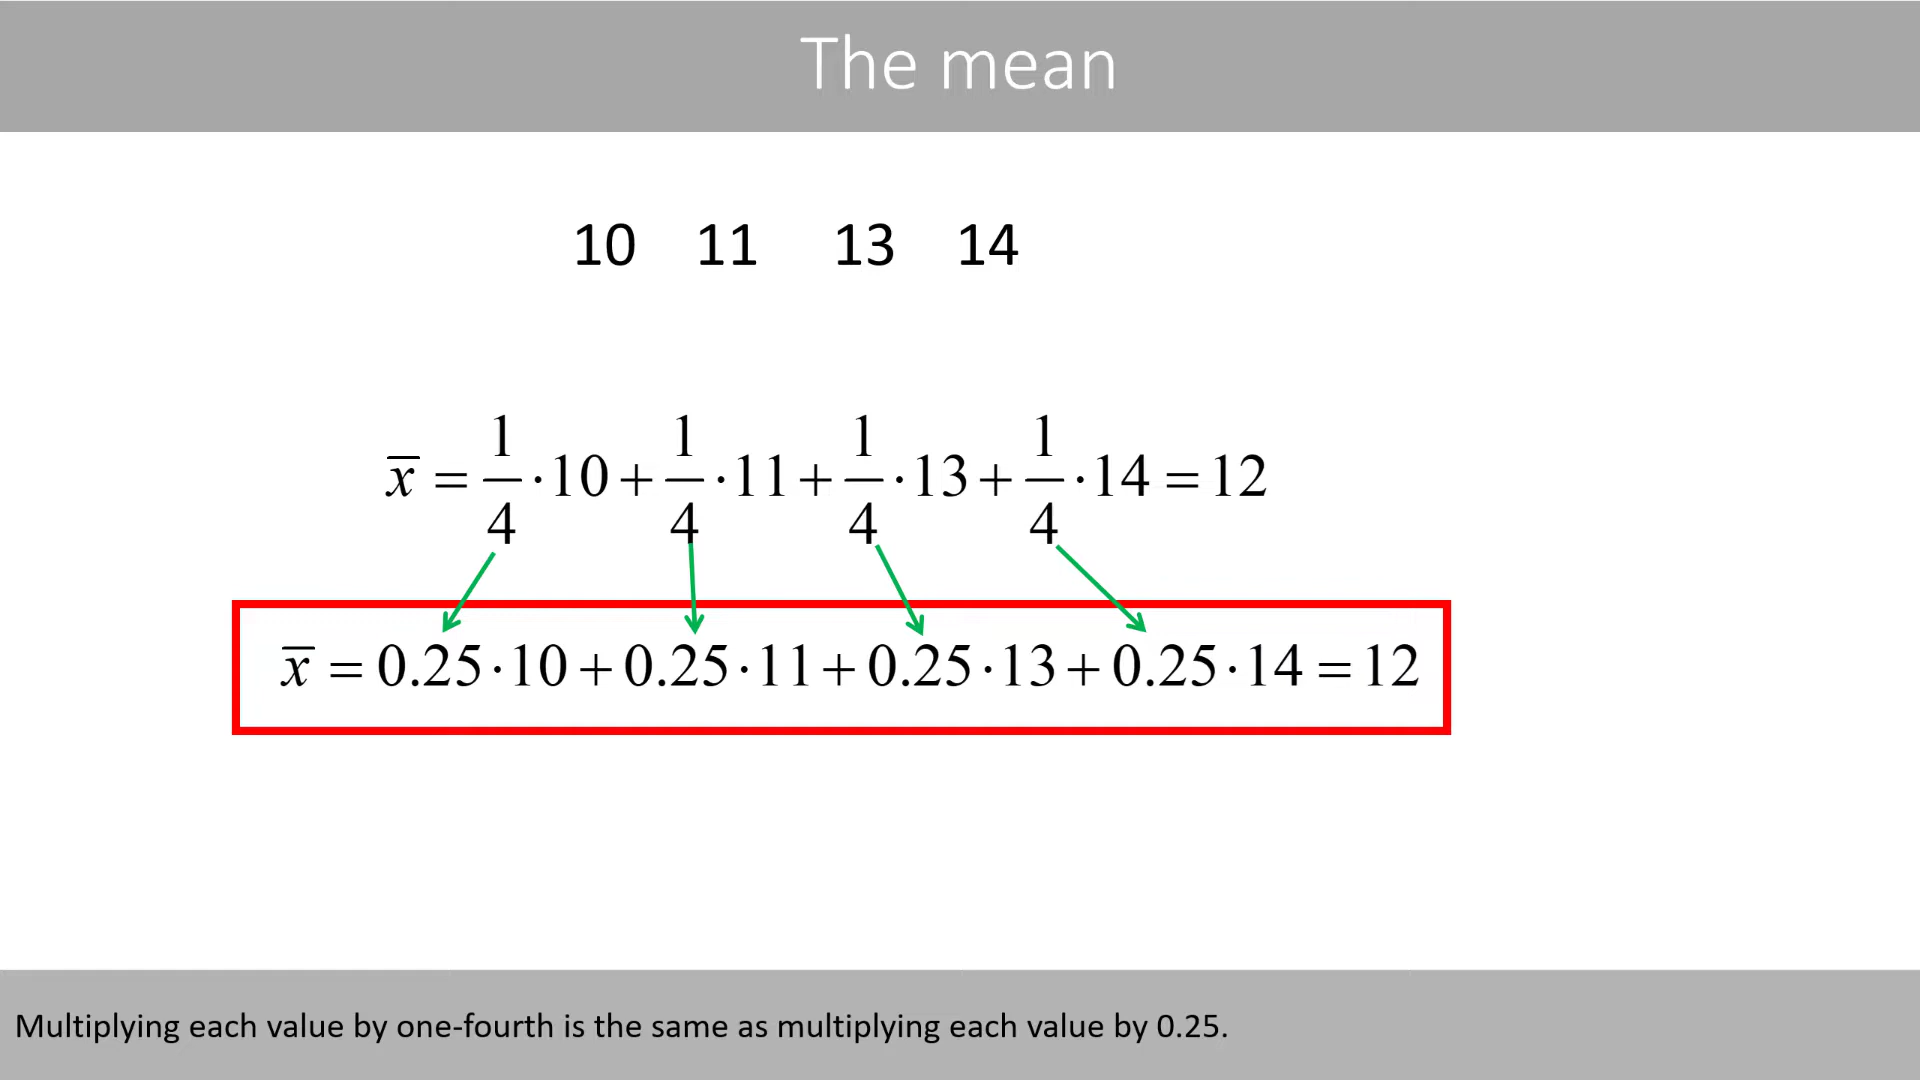 The mean
10 11 13 14
x̄ = 1/4 · 10 + 1/4 · 11 + 1/4 · 13 + 1/4 · 14 = 12
x̄ = 0.25 · 10 + 0.25 · 11 + 0.25 · 13 + 0.25 · 14 = 12
Multiplying each value by one-fourth is the same as multiplying each value by 0.25.